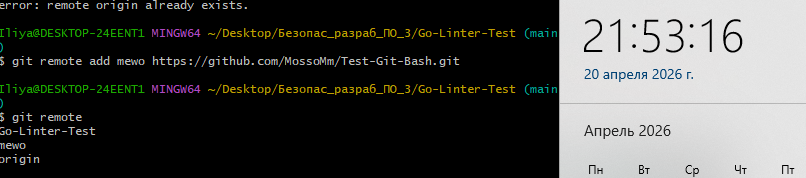 error: remote origin already exists.
Iliya@DESKTOP-24EENT1 MINGW64 ~/Desktop/Безопас_разраб_ПО_3/Go-Linter-Test (main
)
$ git remote add mewo https://github.com/MossoMm/Test-Git-Bash.git
Iliya@DESKTOP-24EENT1 MINGW64 ~/Desktop/Безопас_разраб_ПО_3/Go-Linter-Test (main
)
$ git remote
Go-Linter-Test
mewo
origin
21:53:16
20 апреля 2026 г.
Апрель 2026
Пн Вт Ср Чт Пт